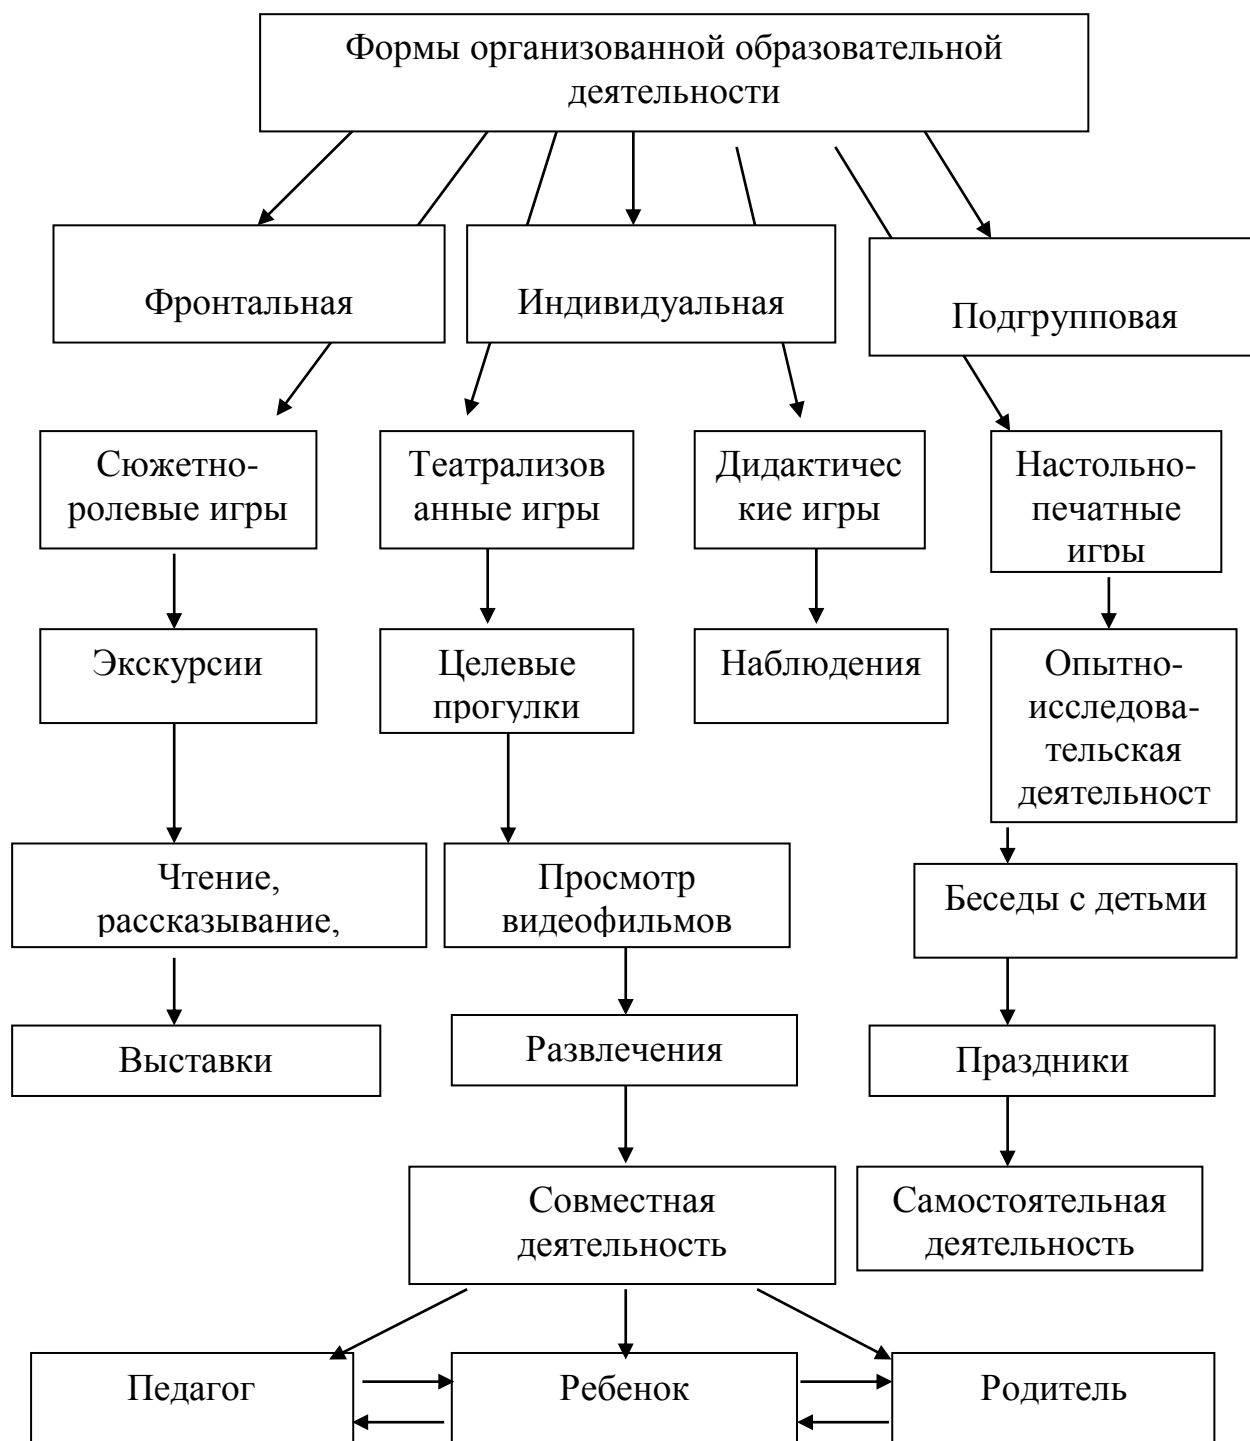 Формы организованной образовательной
деятельности
Фронтальная
Индивидуальная
Подгрупповая
Сюжетно-
ролевые игры
Театрализов
анные игры
Дидактичес
кие игры
Настольно-
печатные
игры
Экскурсии
Целевые
прогулки
Наблюдения
Опытно-
исследова-
тельская
деятельност
Чтение,
рассказывание,
Просмотр
видеофильмов
Беседы с детьми
Выставки
Развлечения
Праздники
Совместная
деятельность
Самостоятельная
деятельность
Педагог
Ребенок
Родитель